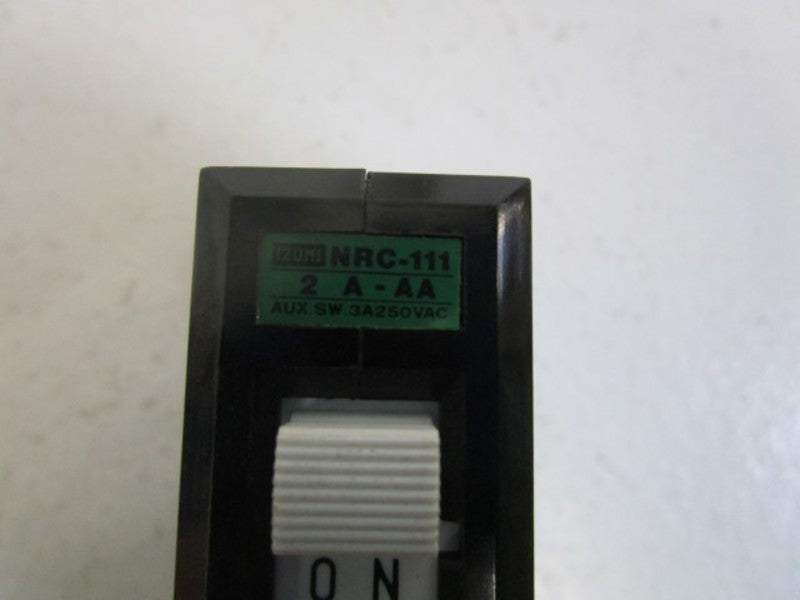 IZUMI NRC-111
2 A - AA
AUX.SW.3A250VAC
ON